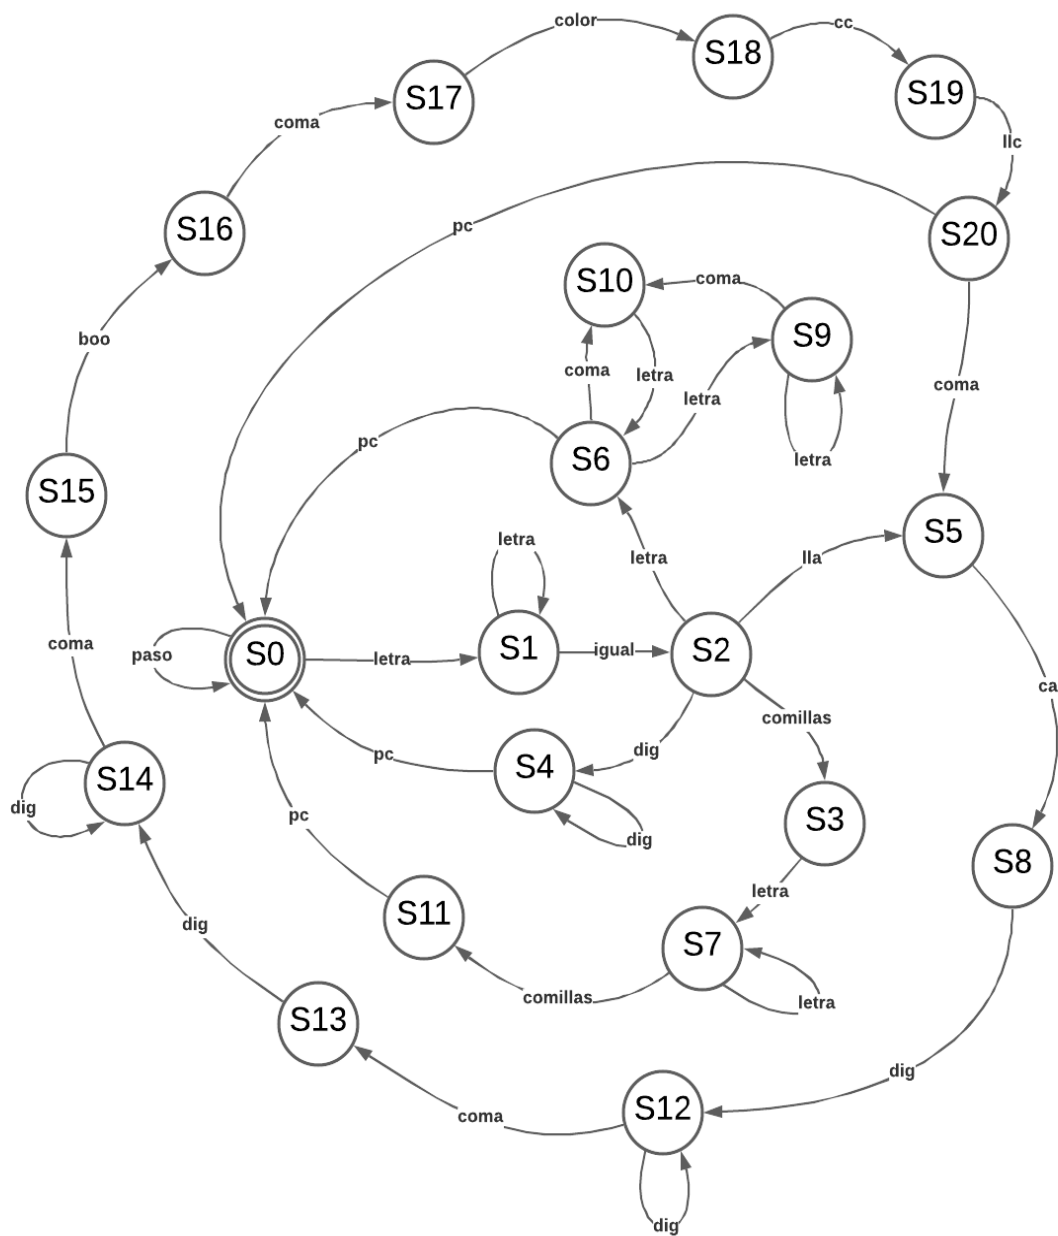 color
cc
S18
S17
S19
coma
llc
S16
pc
S20
S10
coma
S9
boo
coma
letra
coma
letra
pc
S6
letra
S15
S5
letra
lla
letra
coma
paso
S0
letra
S1
igual
S2
ca
comillas
pc
dig
S14
S4
dig
pc
S3
dig
S8
letra
S11
dig
S7
comillas
letra
S13
dig
coma
S12
dig